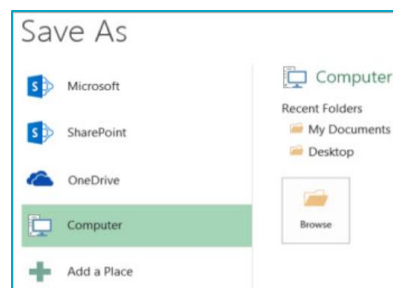 Save As
Microsoft
SharePoint
OneDrive
Computer
Add a Place
Computer
Recent Folders
My Documents
Desktop
Browse